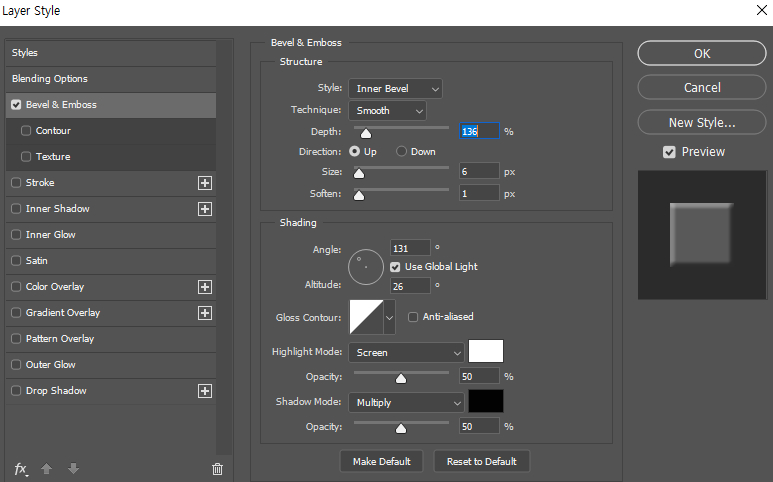 Layer Style
Styles
Blending Options
Bevel & Emboss
Contour
Texture
Stroke
Inner Shadow
Inner Glow
Satin
Color Overlay
Gradient Overlay
Pattern Overlay
Outer Glow
Drop Shadow
fx
Bevel & Emboss
Structure
Style: Inner Bevel
Technique: Smooth
Depth: 136 %
Direction: Up Down
Size: 6 px
Soften: 1 px
Shading
Angle: 131 °
Use Global Light
Altitude: 26 °
Gloss Contour: Anti-aliased
Highlight Mode: Screen
Opacity: 50 %
Shadow Mode: Multiply
Opacity: 50 %
Make Default Reset to Default
OK
Cancel
New Style...
Preview